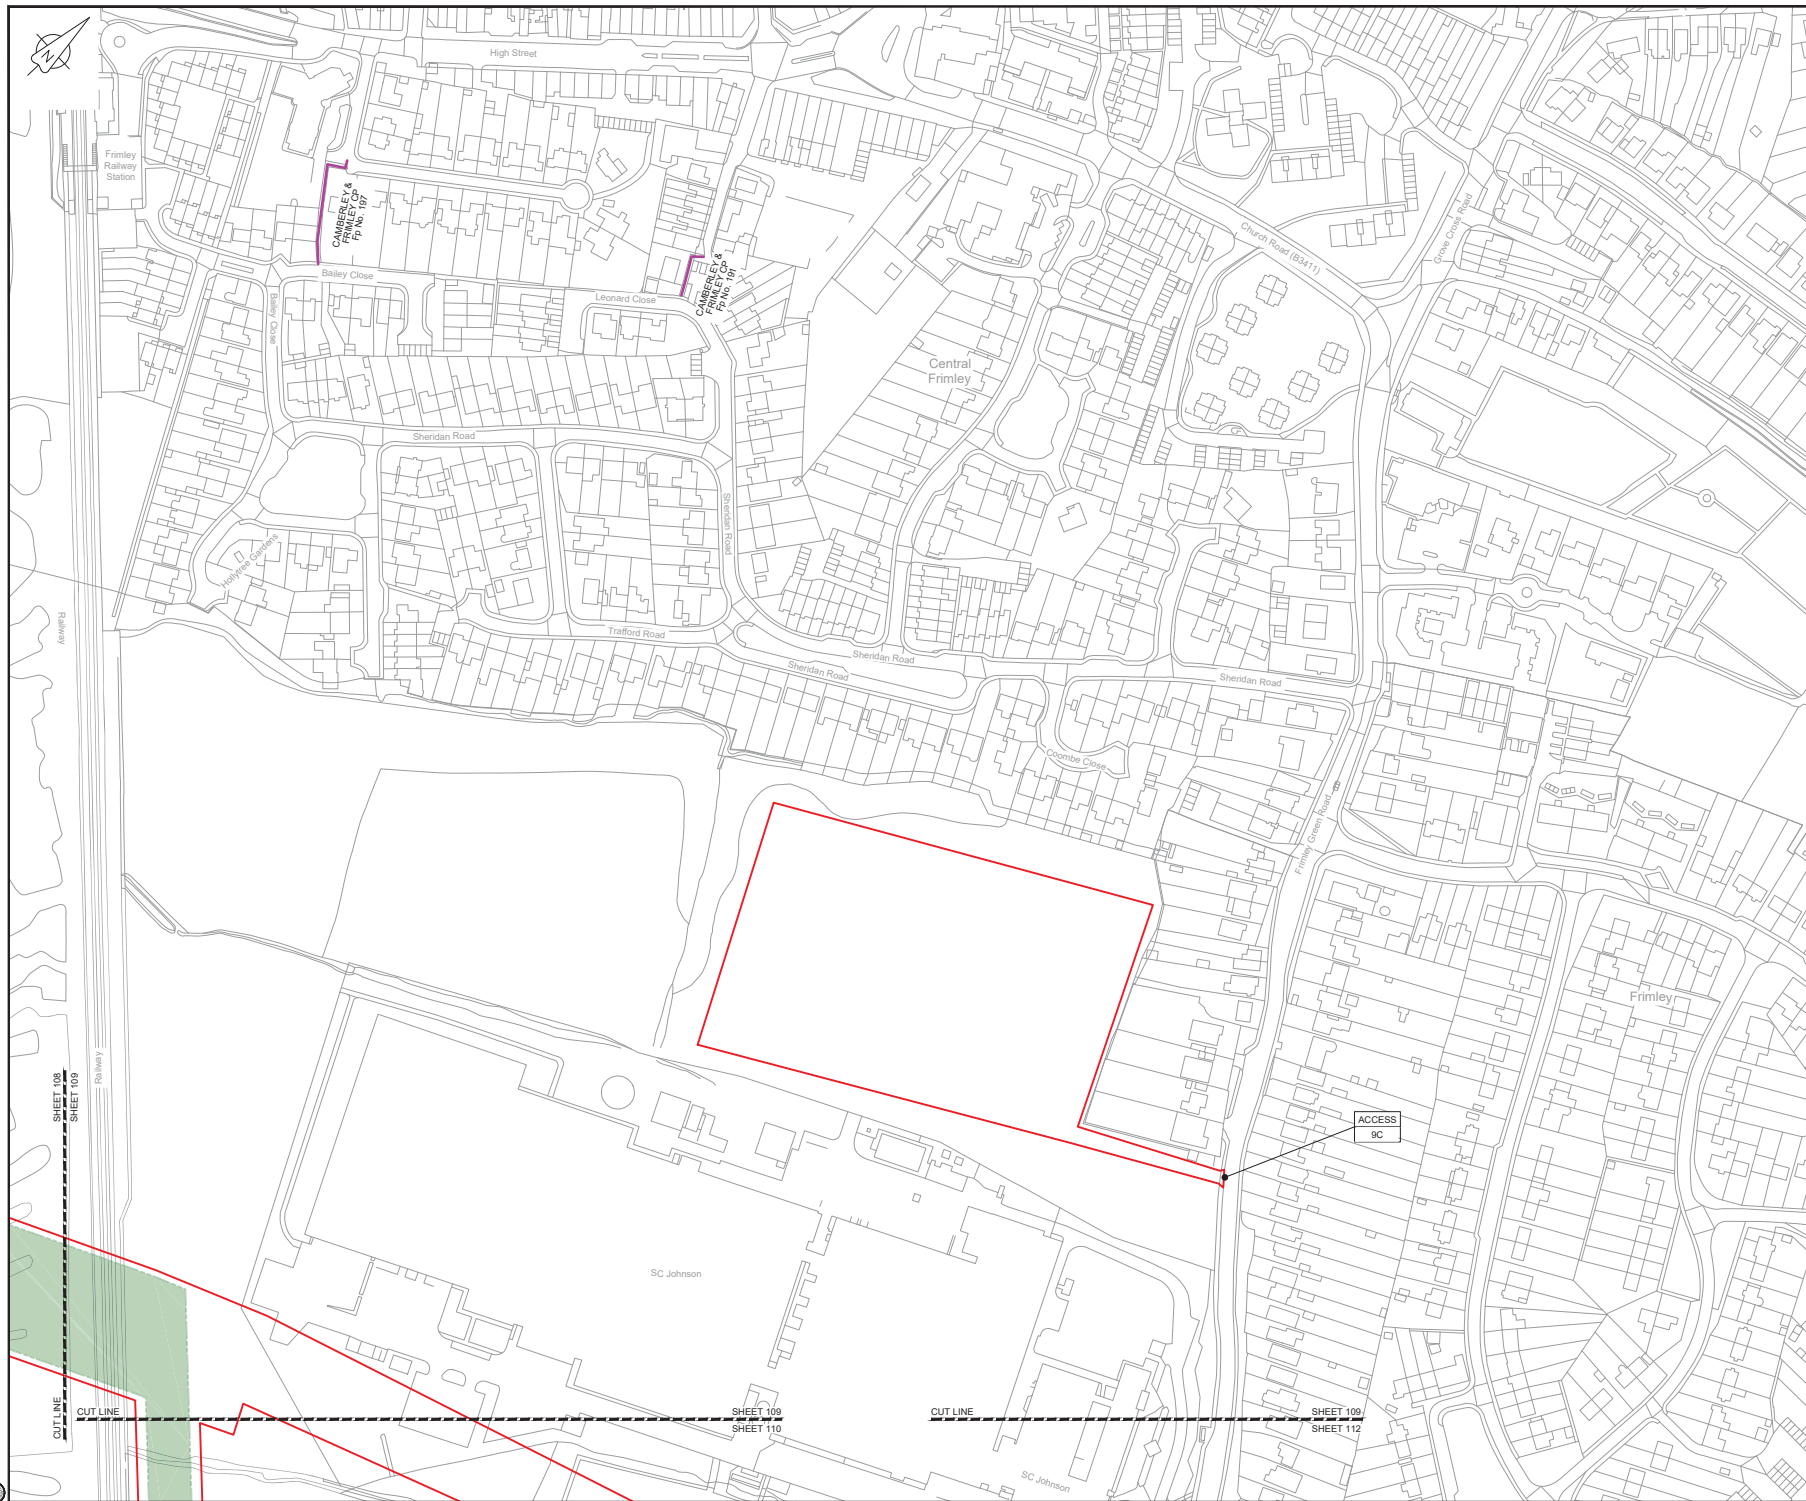 N
High Street
Frimley
Railway
Station
CAMBERLEY &
FRIMLEY CP
Fp No. 197
Church Road (B3411)
Grove Cross Road
Bailey Close
CAMBERLEY &
FRIMLEY CP
Fp No. 191
Leonard Close
Bailey Close
Central
Frimley
Sheridan Road
Sheridan Road
Hollytree Gardens
Railway
Trafford Road
Sheridan Road
Sheridan Road
Sheridan Road
Coombe Close
Frimley Green Road
Frimley
Railway
SHEET 108
SHEET 109
ACCESS
9C
SC Johnson
CUT LINE
CUT LINE
SHEET 109
SHEET 110
CUT LINE
SHEET 109
SHEET 112
SC Johnson